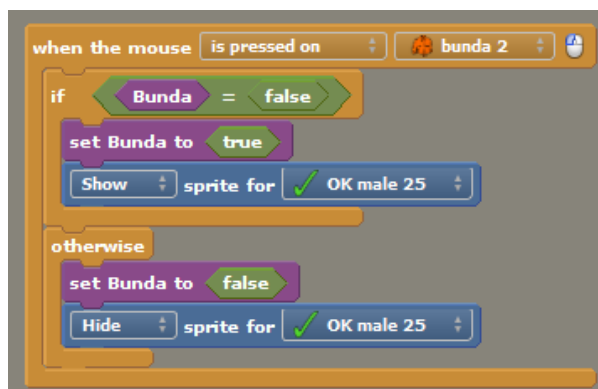 when the mouse is pressed on bunda 2
if Bunda = false
set Bunda to true
Show sprite for OK male 25
otherwise
set Bunda to false
Hide sprite for OK male 25